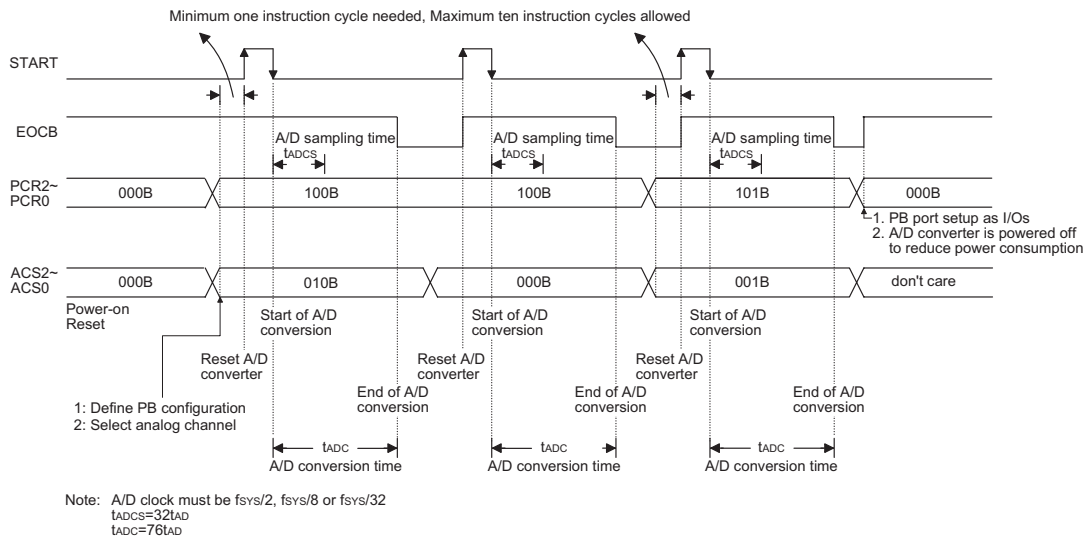 Minimum one instruction cycle needed, Maximum ten instruction cycles allowed
START
EOCB
A/D sampling time
tADCS
A/D sampling time
tADCS
A/D sampling time
tADCS
PCR2~
PCR0
000B
100B
100B
101B
000B
1. PB port setup as I/Os
2. A/D converter is powered off
to reduce power consumption
ACS2~
ACS0
000B
010B
000B
001B
don't care
Power-on
Reset
Start of A/D
conversion
Start of A/D
conversion
Start of A/D
conversion
Reset A/D
converter
Reset A/D
converter
Reset A/D
converter
1: Define PB configuration
2: Select analog channel
End of A/D
conversion
End of A/D
conversion
End of A/D
conversion
tADC
A/D conversion time
tADC
A/D conversion time
tADC
A/D conversion time
Note: A/D clock must be fSYS/2, fSYS/8 or fSYS/32
tADCS=32tAD
tADC=76tAD